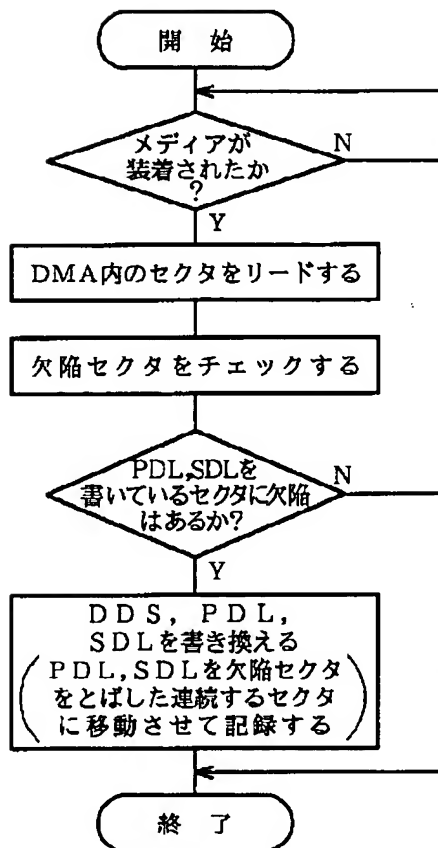 開 始
メディアが
装着されたか
?
N
Y
DMA内のセクタをリードする
欠陥セクタをチェックする
PDL,SDLを
書いているセクタに欠陥
はあるか?
N
Y
DDS, PDL,
SDLを書き換える
(PDL,SDLを欠陥セクタ
をとばした連続するセクタ
に移動させて記録する)
終 了